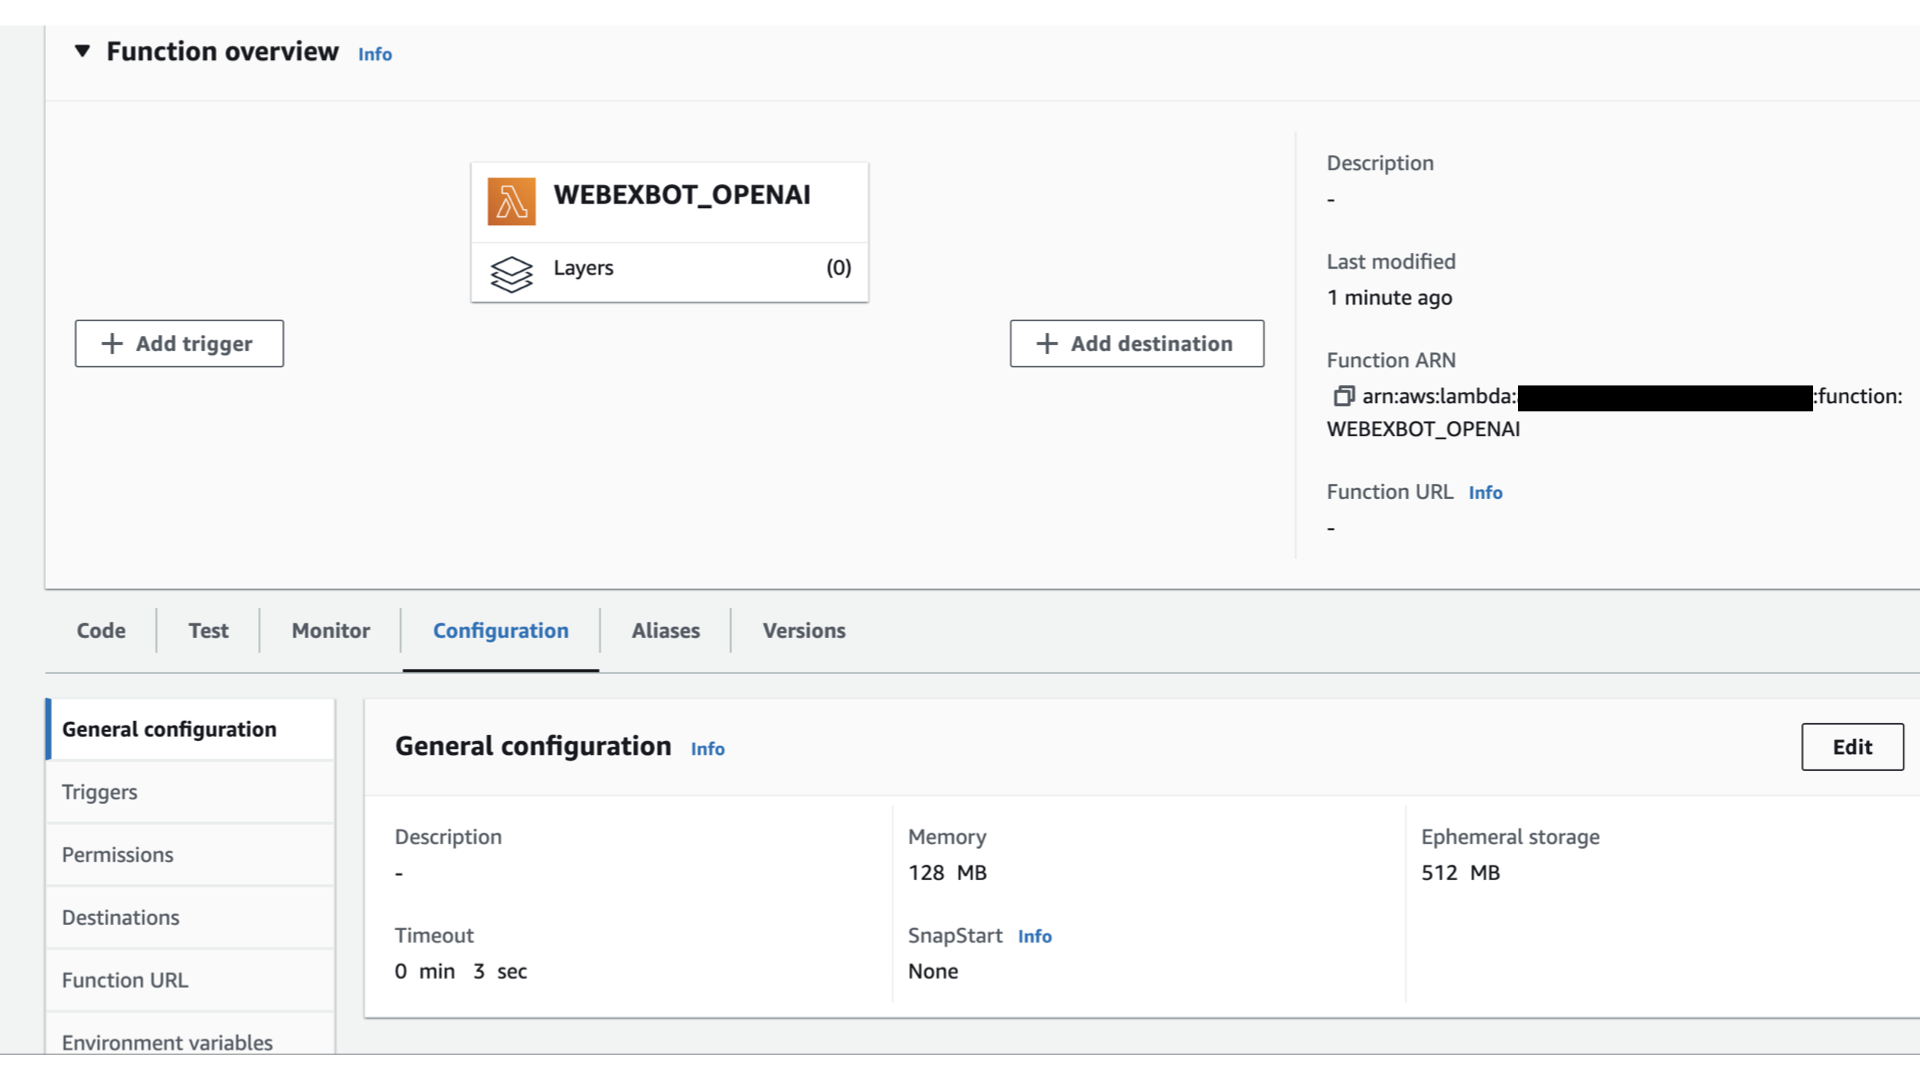 Function overview Info
WEBEXBOT_OPENAI
Layers (0)
+ Add trigger
+ Add destination
Description
-
Last modified
1 minute ago
Function ARN
arn:aws:lambda: :function:
WEBEXBOT_OPENAI
Function URL Info
-
Code Test Monitor Configuration Aliases Versions
General configuration
Triggers
Permissions
Destinations
Function URL
Environment variables
General configuration Info
Edit
Description
-
Memory
128 MB
Ephemeral storage
512 MB
Timeout
0 min 3 sec
SnapStart Info
None